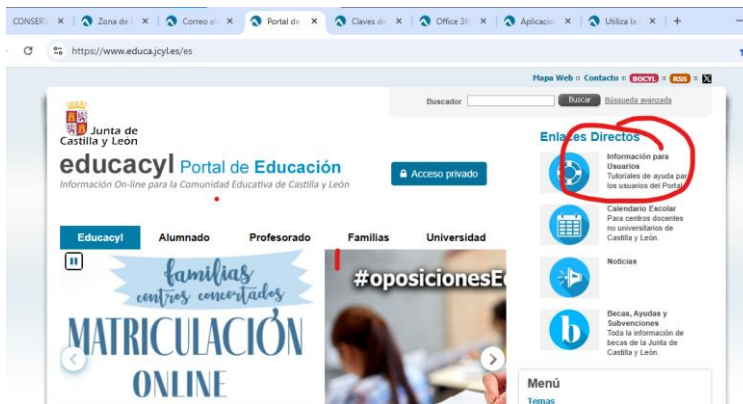 CONSERV
Zona de
Correo el
Portal de
Claves de
Office 36
Aplicacio
Utiliza la
https://www.educa.jcyl.es/es
Mapa Web :: Contacto :: BOCYL :: RSS :: X
Buscador
Buscar
Búsqueda avanzada
Junta de
Castilla y León
educacyl Portal de Educación
Información On-line para la Comunidad Educativa de Castilla y León
Acceso privado
Enlaces Directos
Información para
Usuarios
Tutoriales de ayuda para
los usuarios del Portal
Calendario Escolar
Para centros docentes
no universitarios de
Castilla y León.
Noticias
Becas, Ayudas y
Subvenciones
Toda la información de
becas de la Junta de
Castilla y León.
Educacyl
Alumnado
Profesorado
Familias
Universidad
familias
centros concertados
MATRICULACIÓN
ONLINE
#oposicionesE
Menú
Temas